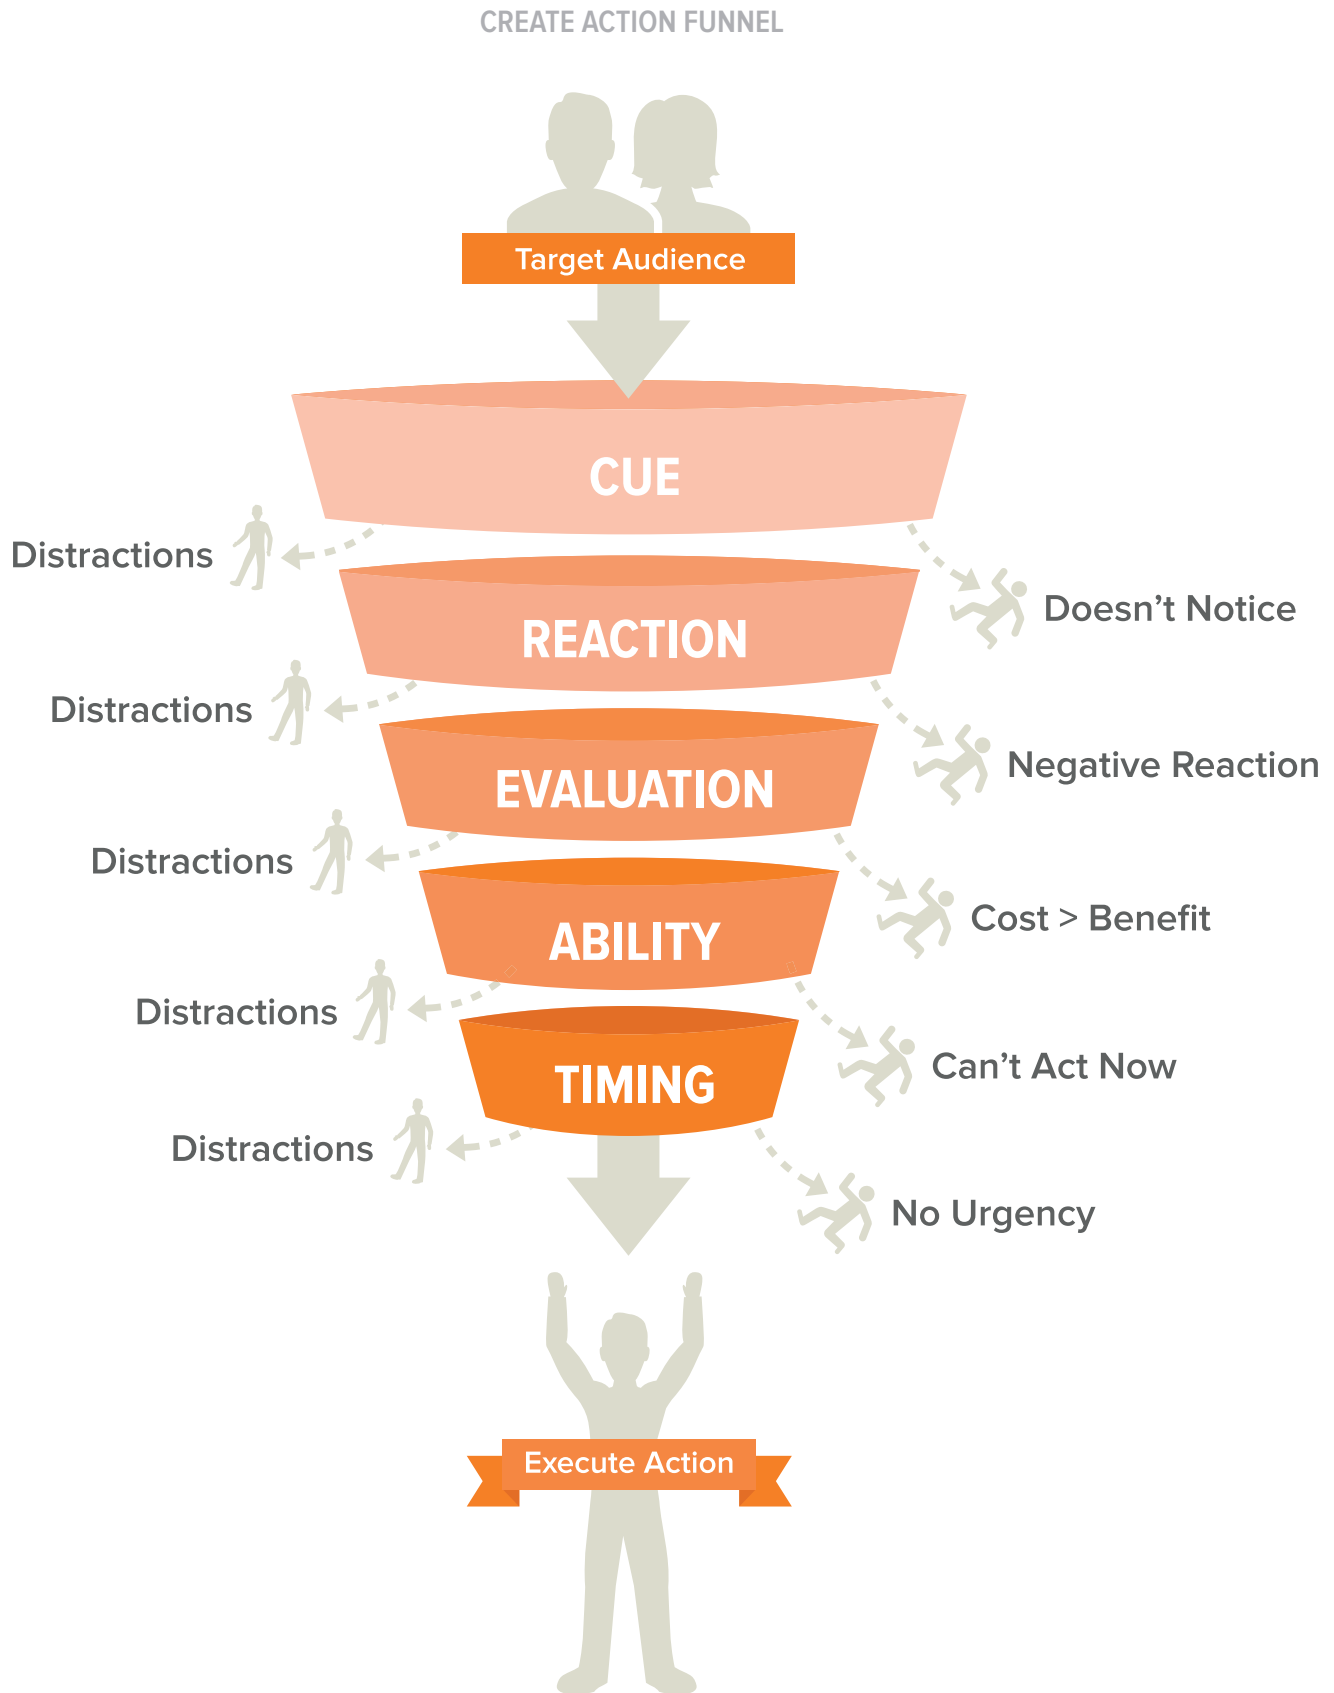 CREATE ACTION FUNNEL
Target Audience
CUE
Distractions
Doesn’t Notice
REACTION
Distractions
Negative Reaction
EVALUATION
Distractions
Cost > Benefit
ABILITY
Distractions
Can’t Act Now
TIMING
Distractions
No Urgency
Execute Action